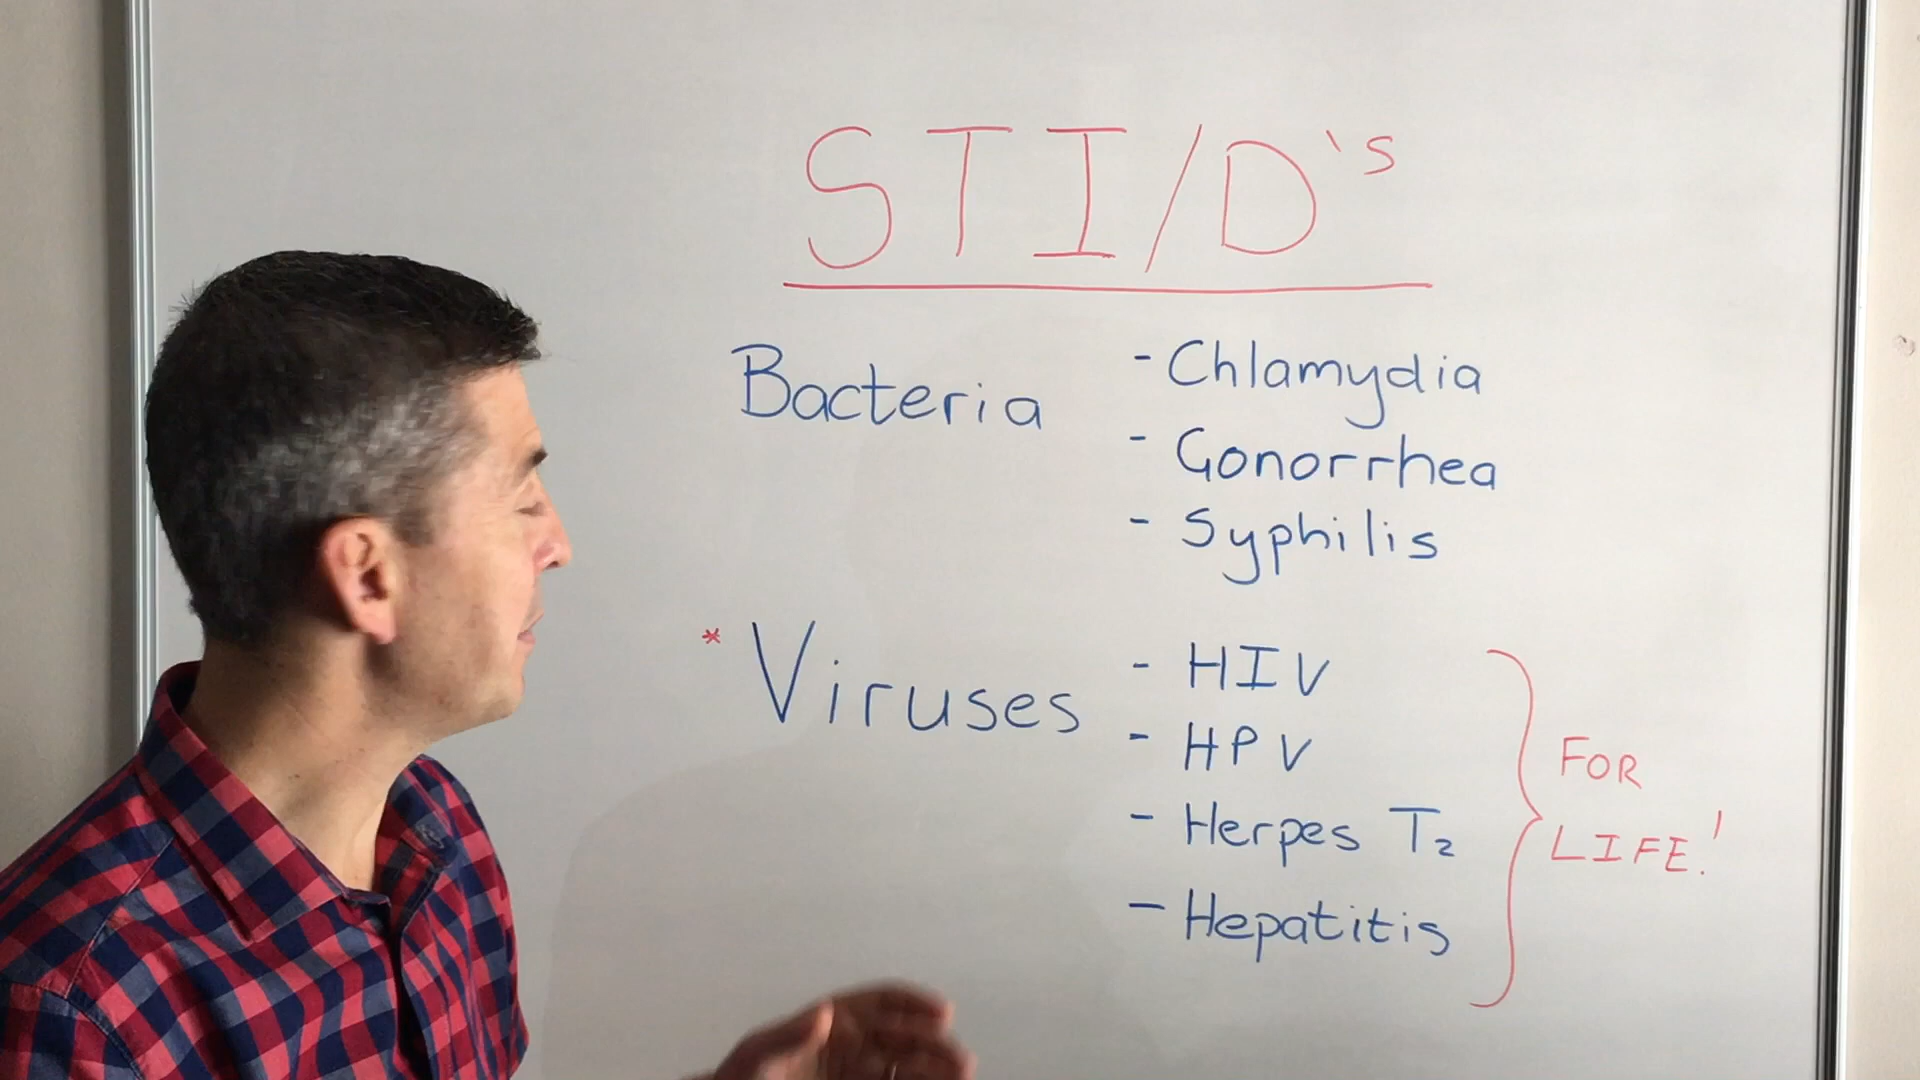 STI/D's
Bacteria
- Chlamydia
- Gonorrhea
- Syphilis
* Viruses
- HIV
- HPV
- Herpes T2
- Hepatitis
FOR
LIFE!